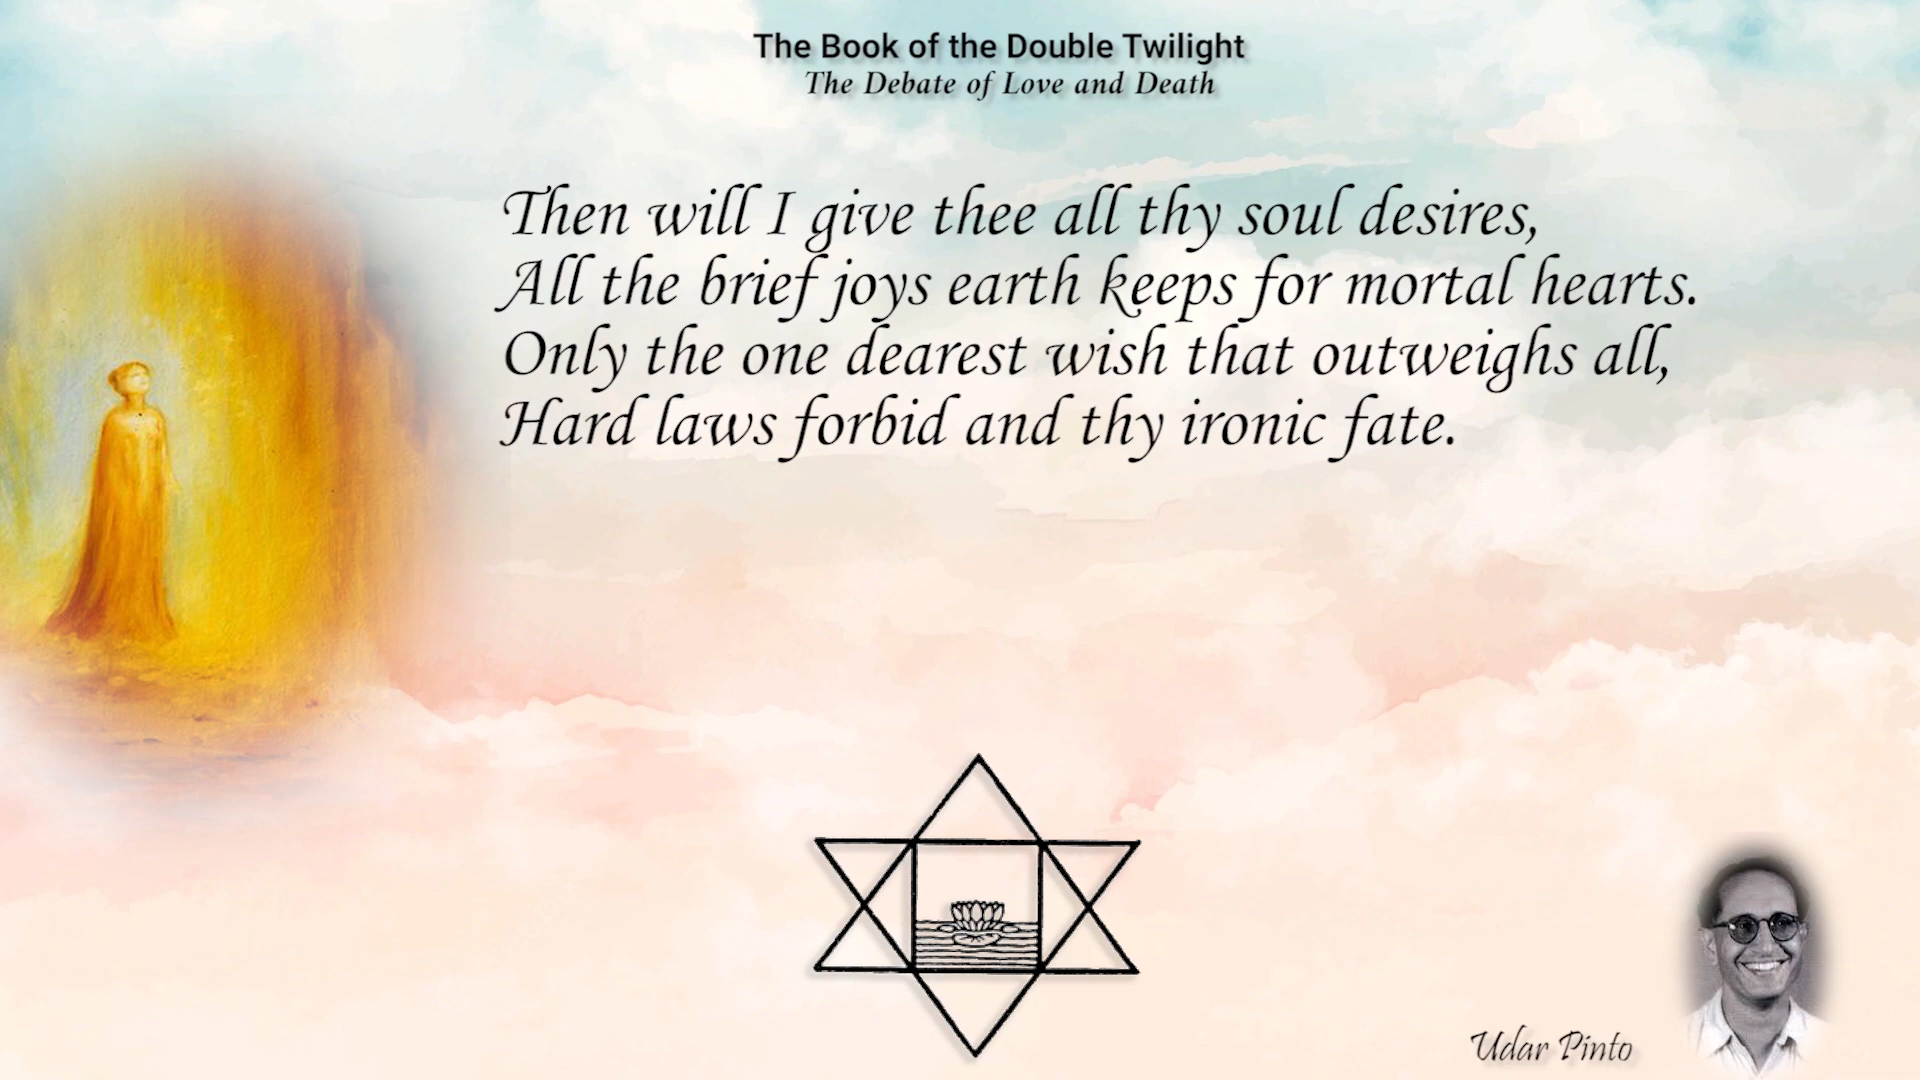 The Book of the Double Twilight
The Debate of Love and Death
Then will I give thee all thy soul desires,
All the brief joys earth keeps for mortal hearts.
Only the one dearest wish that outweighs all,
Hard laws forbid and thy ironic fate.
Udar Pinto